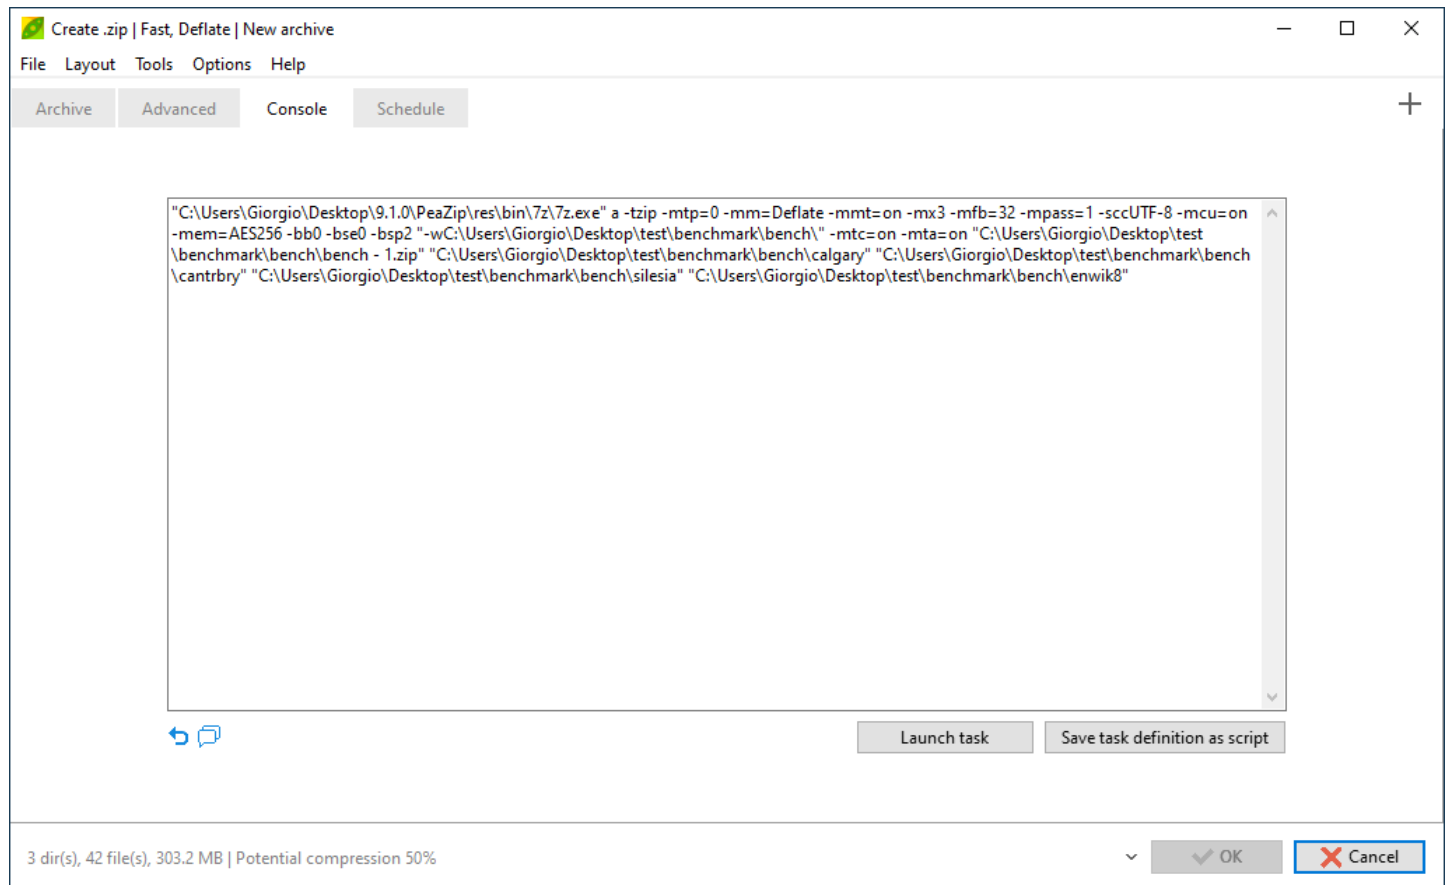 Create .zip | Fast, Deflate | New archive
File Layout Tools Options Help
Archive Advanced Console Schedule
"C:\Users\Giorgio\Desktop\9.1.0\PeaZip\res\bin\7z\7z.exe" a -tzip -mtp=0 -mm=Deflate -mmt=on -mx3 -mfb=32 -mpass=1 -sccUTF-8 -mcu=on
-mem=AES256 -bb0 -bse0 -bsp2 "-wC:\Users\Giorgio\Desktop\test\benchmark\bench\" -mtc=on -mta=on "C:\Users\Giorgio\Desktop\test
\benchmark\bench\bench - 1.zip" "C:\Users\Giorgio\Desktop\test\benchmark\bench\calgary" "C:\Users\Giorgio\Desktop\test\benchmark\bench
\cantrbry" "C:\Users\Giorgio\Desktop\test\benchmark\bench\silesia" "C:\Users\Giorgio\Desktop\test\benchmark\bench\enwik8"
Launch task Save task definition as script
3 dir(s), 42 file(s), 303.2 MB | Potential compression 50% OK Cancel